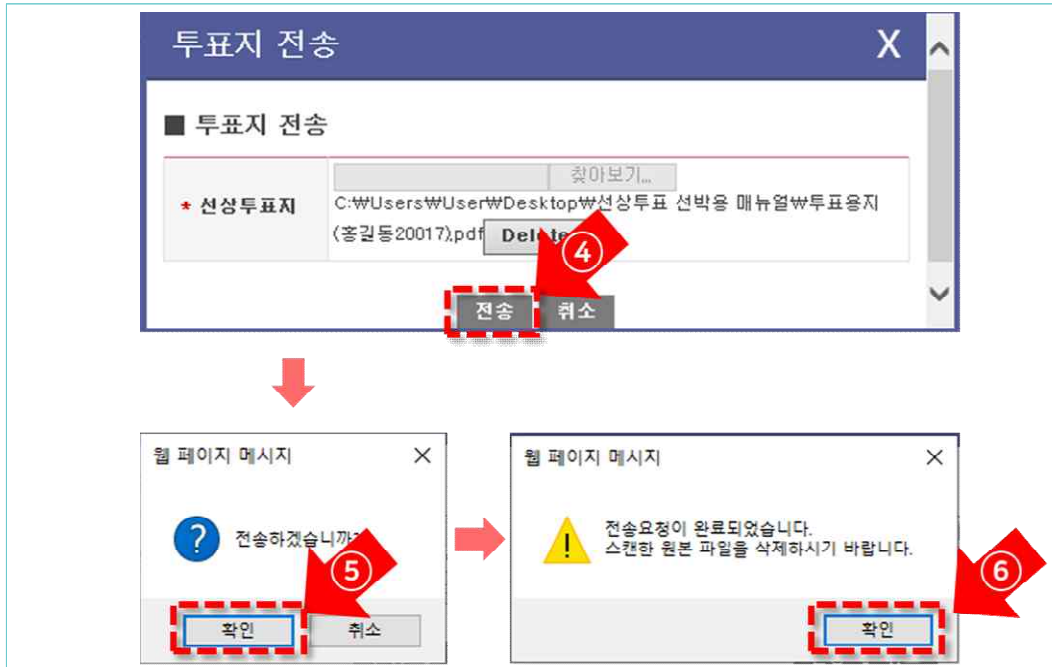 투표지 전송 X
■ 투표지 전송
찾아보기...
* 선상투표지
C:₩Users₩User₩Desktop₩선상투표 선박용 매뉴얼₩투표용지
(홍길동20017).pdf Delete
④
전송 취소
웹 페이지 메시지
? 전송하겠습니까?
⑤
확인 취소
웹 페이지 메시지
! 전송요청이 완료되었습니다.
스캔한 원본 파일을 삭제하시기 바랍니다.
⑥
확인